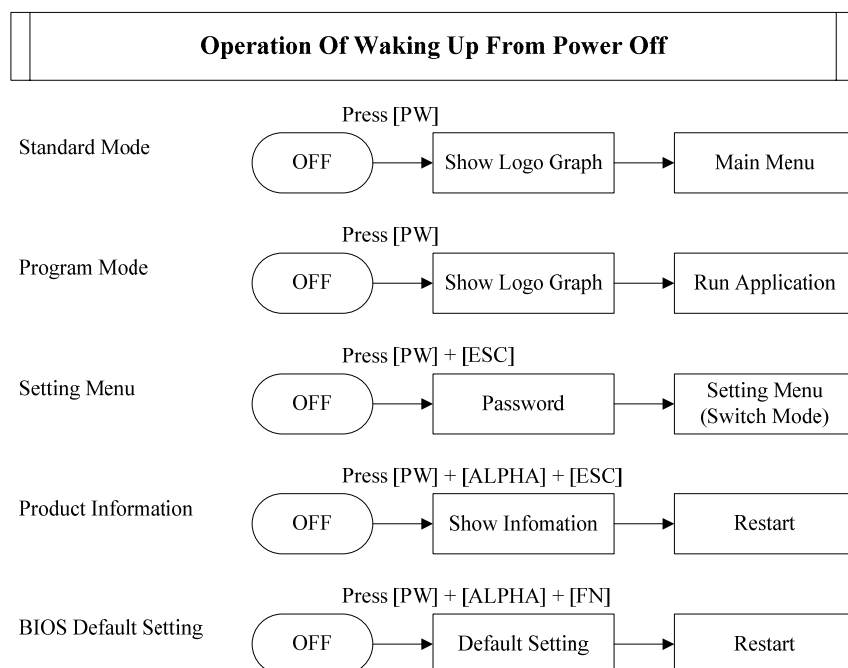 Operation Of Waking Up From Power Off
Press [PW]
Standard Mode
OFF
Show Logo Graph
Main Menu
Press [PW]
Program Mode
OFF
Show Logo Graph
Run Application
Press [PW] + [ESC]
Setting Menu
OFF
Password
Setting Menu
(Switch Mode)
Press [PW] + [ALPHA] + [ESC]
Product Information
OFF
Show Infomation
Restart
Press [PW] + [ALPHA] + [FN]
BIOS Default Setting
OFF
Default Setting
Restart